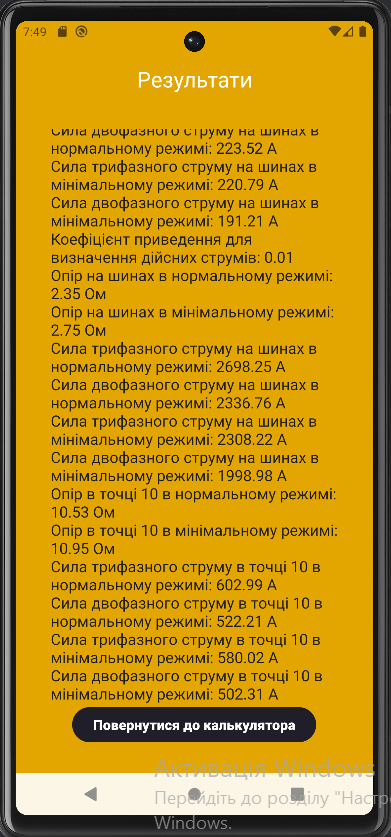 7:49
Результати
Сила двофазного струму на шинах в
нормальному режимі: 223.52 А
Сила трифазного струму на шинах в
мінімальному режимі: 220.79 А
Сила двофазного струму на шинах в
мінімальному режимі: 191.21 А
Коефіцієнт приведення для
визначення дійсних струмів: 0.01
Опір на шинах в нормальному режимі:
2.35 Ом
Опір на шинах в мінімальному режимі:
2.75 Ом
Сила трифазного струму на шинах в
нормальному режимі: 2698.25 А
Сила двофазного струму на шинах в
нормальному режимі: 2336.76 А
Сила трифазного струму на шинах в
мінімальному режимі: 2308.22 А
Сила двофазного струму на шинах в
мінімальному режимі: 1998.98 А
Опір в точці 10 в нормальному режимі:
10.53 Ом
Опір в точці 10 в мінімальному режимі:
10.95 Ом
Сила трифазного струму в точці 10 в
нормальному режимі: 602.99 А
Сила двофазного струму в точці 10 в
нормальному режимі: 522.21 А
Сила трифазного струму в точці 10 в
мінімальному режимі: 580.02 А
Сила двофазного струму в точці 10 в
мінімальному режимі: 502.31 А
Повернутися до калькулятора
Активація Windows
Перейдіть до розділу "Настр
Windows.